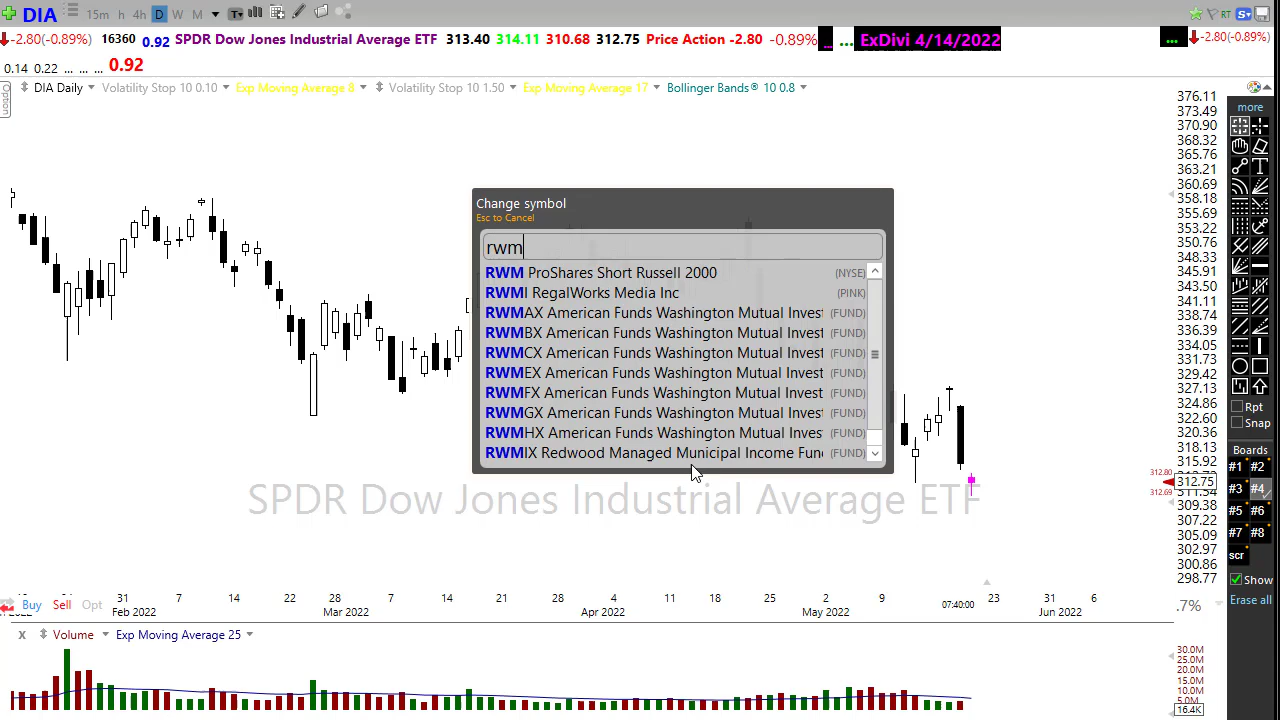 DIA 15m h 4h D W M T RT S
-2.80(-0.89%) 16360 0.92 SPDR Dow Jones Industrial Average ETF 313.40 314.11 310.68 312.75 Price Action -2.80 -0.89% ... ... ExDivi 4/14/2022 ... -2.80(-0.89%)
0.14 0.22 ... ... ... 0.92
Option
DIA Daily Volatility Stop 10 0.10 Exp Moving Average 8 Volatility Stop 10 1.50 Exp Moving Average 17 Bollinger Bands® 10 0.8
376.11
373.49
370.90
368.32
365.76
363.21
360.69
358.18
355.69
353.22
350.76
348.33
345.91
343.50
341.11
338.74
336.39
334.05
331.73
329.42
327.13
324.86
322.60
320.36
318.13
315.92
312.80
312.75
312.69
311.54
309.38
307.22
305.09
302.97
300.86
298.77
Change symbol
Esc to Cancel
rwm
RWM ProShares Short Russell 2000 (NYSE)
RWMI RegalWorks Media Inc (PINK)
RWMAX American Funds Washington Mutual Invest (FUND)
RWMBX American Funds Washington Mutual Invest (FUND)
RWMCX American Funds Washington Mutual Invest (FUND)
RWMEX American Funds Washington Mutual Invest (FUND)
RWMFX American Funds Washington Mutual Invest (FUND)
RWMGX American Funds Washington Mutual Invest (FUND)
RWMHX American Funds Washington Mutual Inves (FUND)
RWMIX Redwood Managed Municipal Income Fun (FUND)
SPDR Dow Jones Industrial Average ETF
more
T
Rpt
Snap
Boards
#1 #2
#3 #4
#5 #6
#7 #8
scr
Show
Erase all
31 7 14 22 28 7 14 21 28 4 11 18 25 2 9 07:40:00 23 31 6
Feb 2022 Mar 2022 Apr 2022 May 2022 Jun 2022
Buy Sell Opt
.7%
X Volume Exp Moving Average 25
30.0M
25.0M
20.0M
15.0M
10.0M
5.0M
16.4K